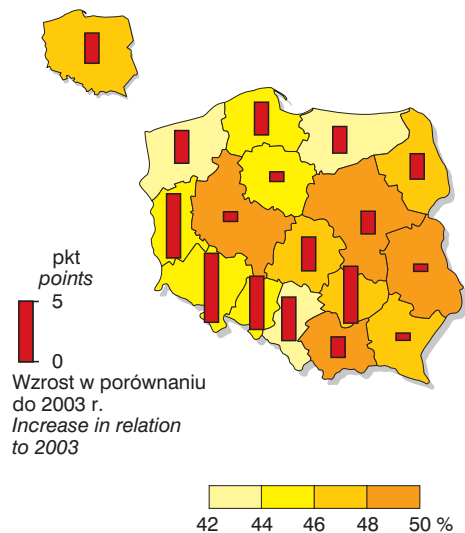 pkt
points
5
0
Wzrost w porównaniu
do 2003 r.
Increase in relation
to 2003
42 44 46 48 50 %